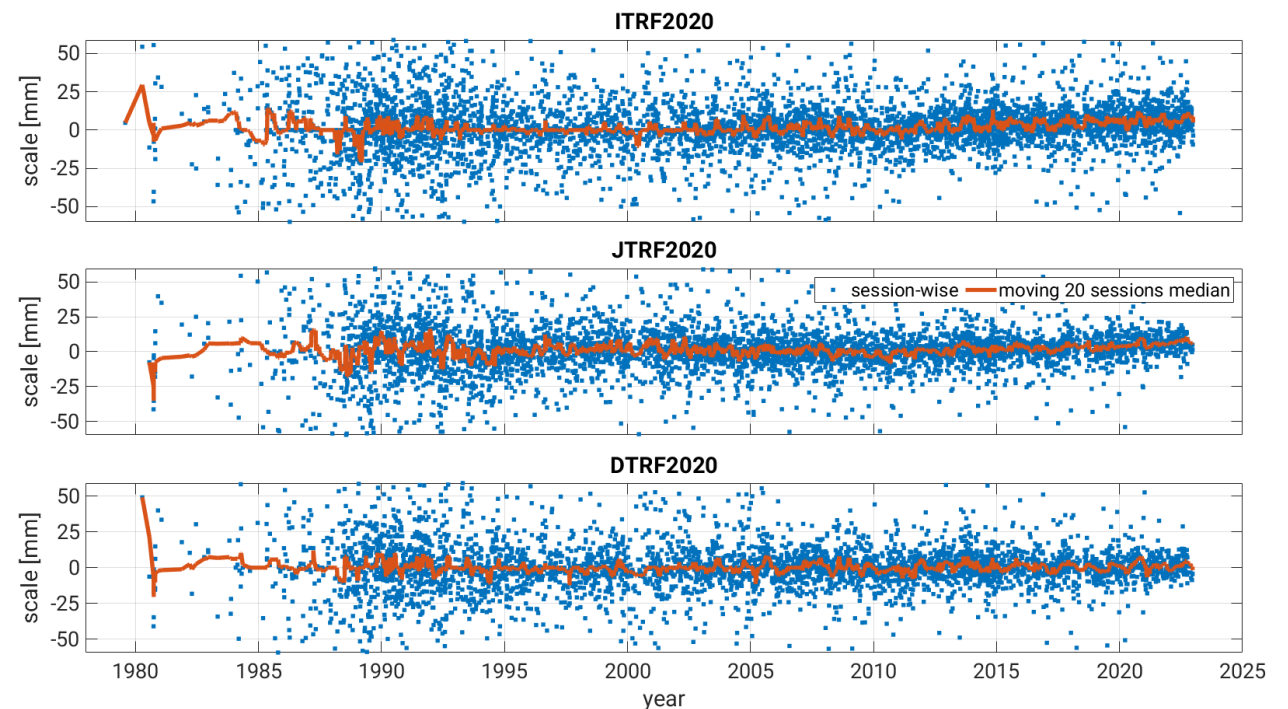 ITRF2020
scale [mm]
50
25
0
-25
-50
JTRF2020
scale [mm]
50
25
0
-25
-50
session-wise
moving 20 sessions median
DTRF2020
scale [mm]
50
25
0
-25
-50
1980 1985 1990 1995 2000 2005 2010 2015 2020 2025
year